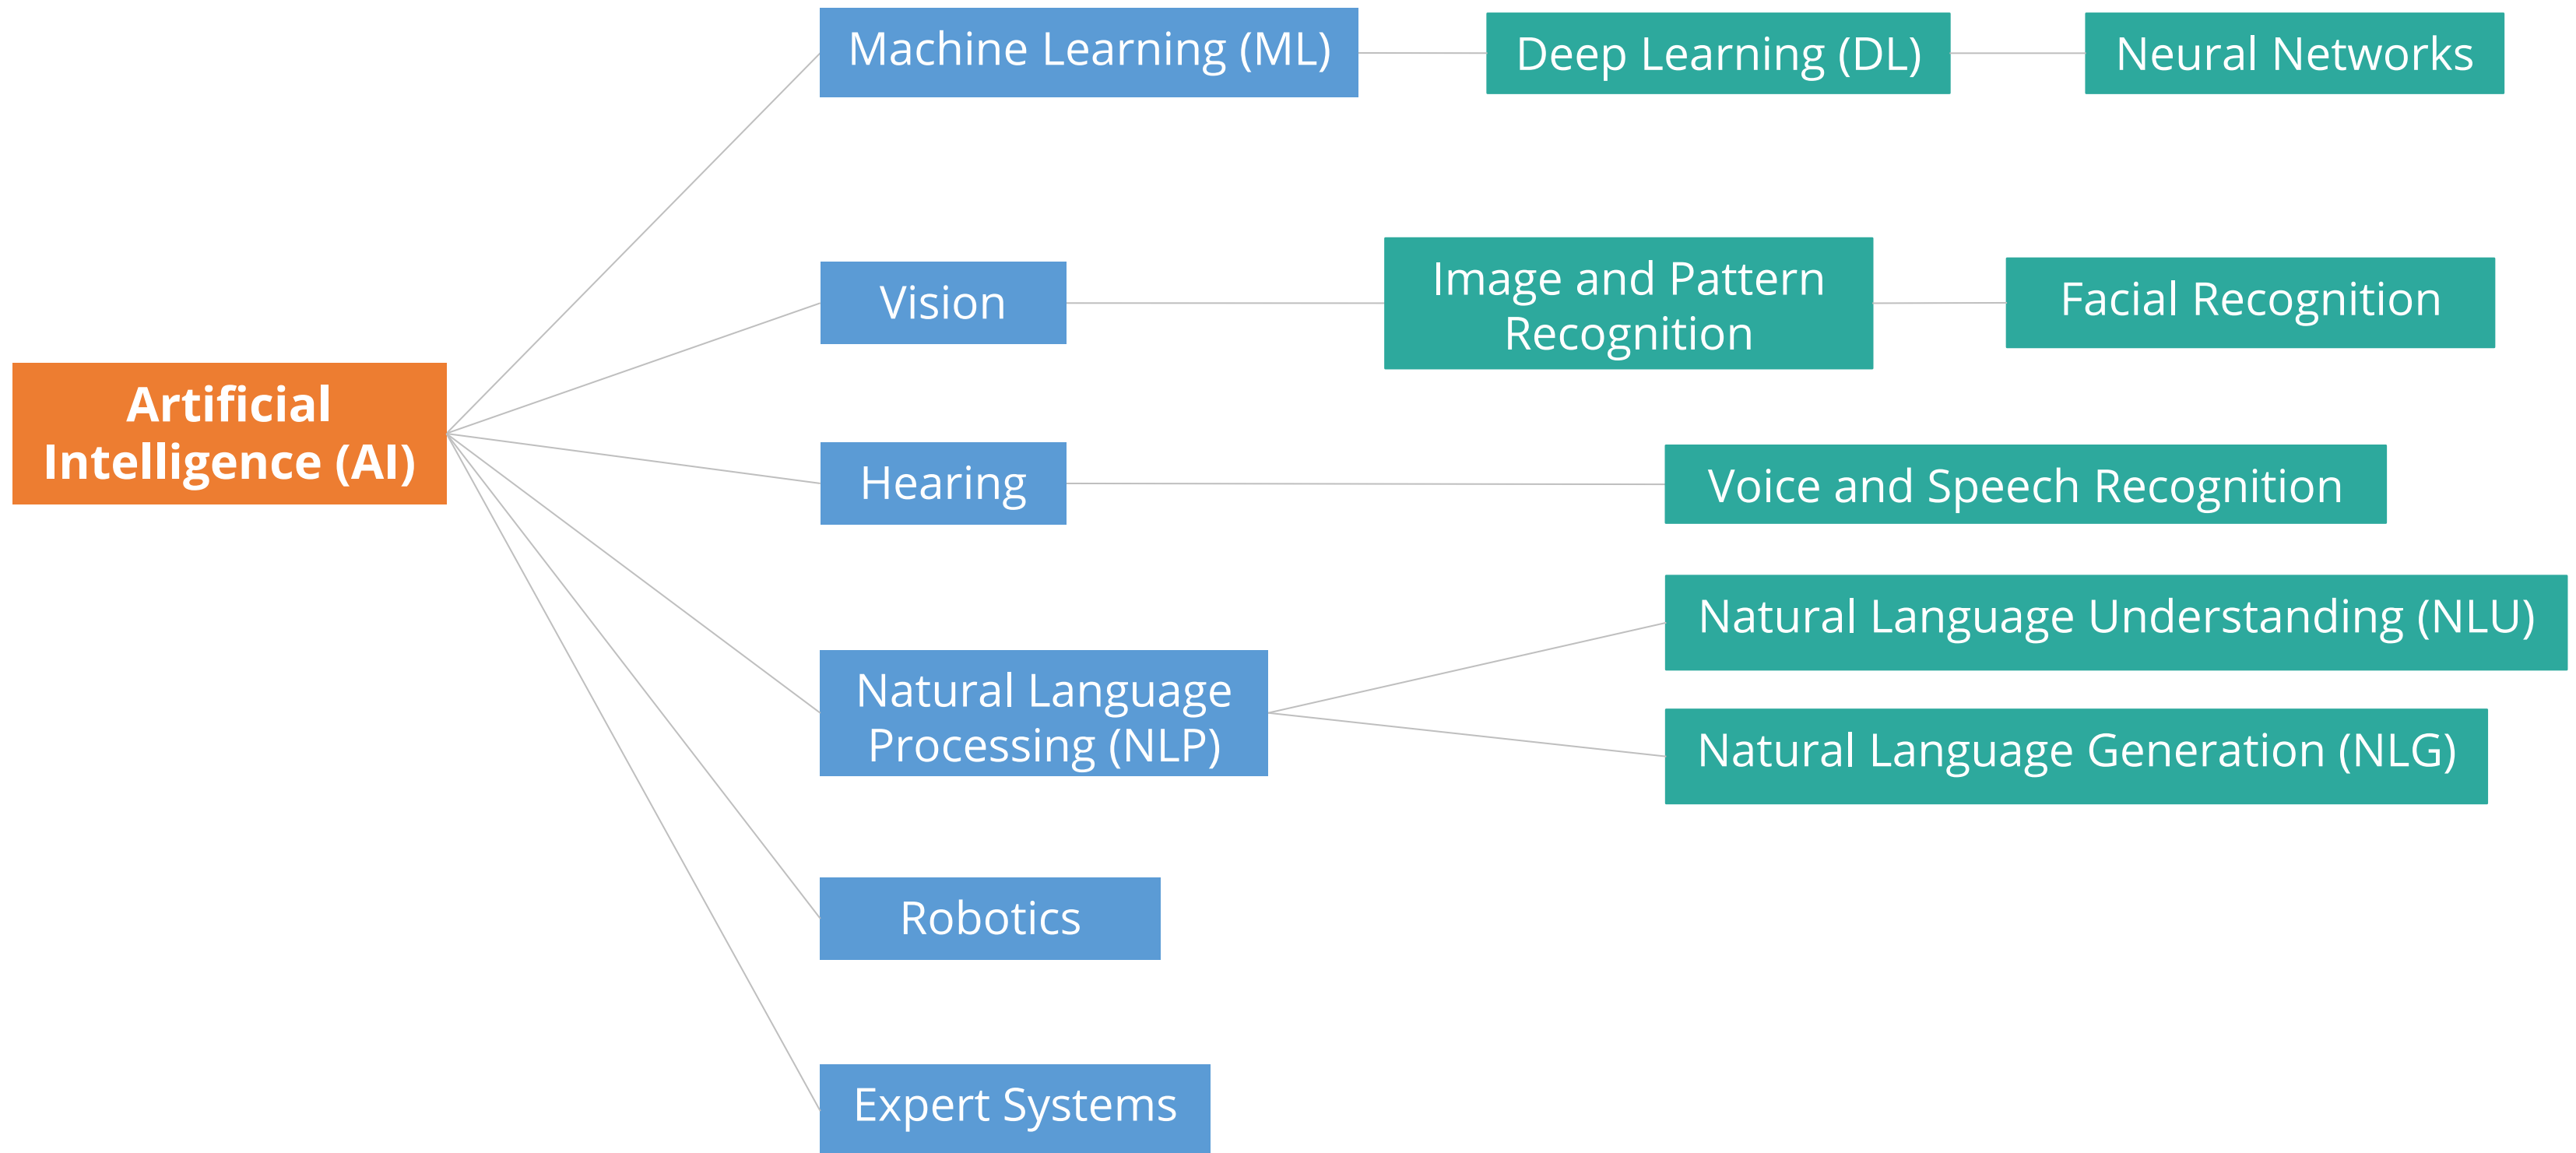 Machine Learning (ML)
Deep Learning (DL)
Neural Networks
Vision
Image and Pattern
Recognition
Facial Recognition
Artificial
Intelligence (AI)
Hearing
Voice and Speech Recognition
Natural Language
Processing (NLP)
Natural Language Understanding (NLU)
Natural Language Generation (NLG)
Robotics
Expert Systems